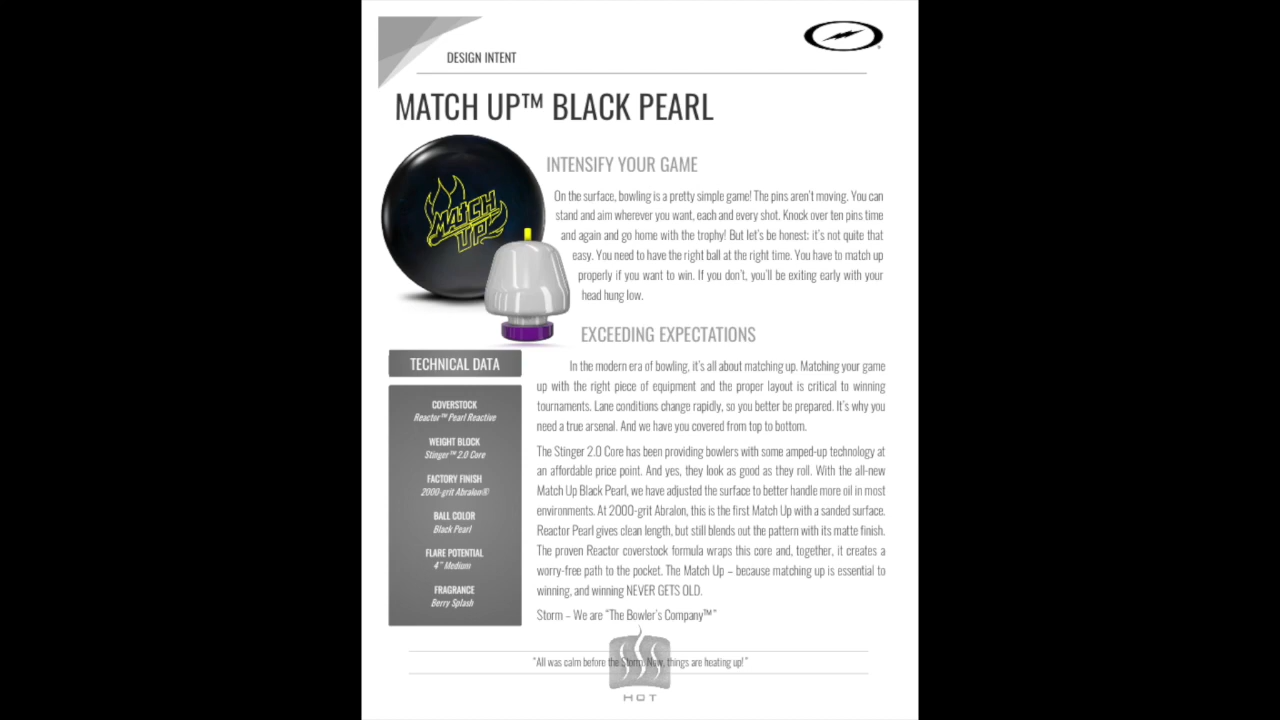 DESIGN INTENT
MATCH UP™ BLACK PEARL
MATCH
UP
INTENSIFY YOUR GAME
On the surface, bowling is a pretty simple game! The pins aren't moving. You can
stand and aim wherever you want, each and every shot. Knock over ten pins time
and again and go home with the trophy! But let's be honest; it's not quite that
easy. You need to have the right ball at the right time. You have to match up
properly if you want to win. If you don't, you'll be exiting early with your
head hung low.
EXCEEDING EXPECTATIONS
In the modern era of bowling, it's all about matching up. Matching your game
up with the right piece of equipment and the proper layout is critical to winning
tournaments. Lane conditions change rapidly, so you better be prepared. It's why you
need a true arsenal. And we have you covered from top to bottom.
The Stinger 2.0 Core has been providing bowlers with some amped-up technology at
an affordable price point. And yes, they look as good as they roll. With the all-new
Match Up Black Pearl, we have adjusted the surface to better handle more oil in most
environments. At 2000-grit Abralon, this is the first Match Up with a sanded surface.
Reactor Pearl gives clean length, but still blends out the pattern with its matte finish.
The proven Reactor coverstock formula wraps this core and, together, it creates a
worry-free path to the pocket. The Match Up – because matching up is essential to
winning, and winning NEVER GETS OLD.
Storm – We are "The Bowler's Company™"
TECHNICAL DATA
COVERSTOCK
Reactor™ Pearl Reactive
WEIGHT BLOCK
Stinger™ 2.0 Core
FACTORY FINISH
2000-grit Abralon®
BALL COLOR
Black Pearl
FLARE POTENTIAL
4" Medium
FRAGRANCE
Berry Splash
"All was calm before the Storm. Now, things are heating up!"
HOT